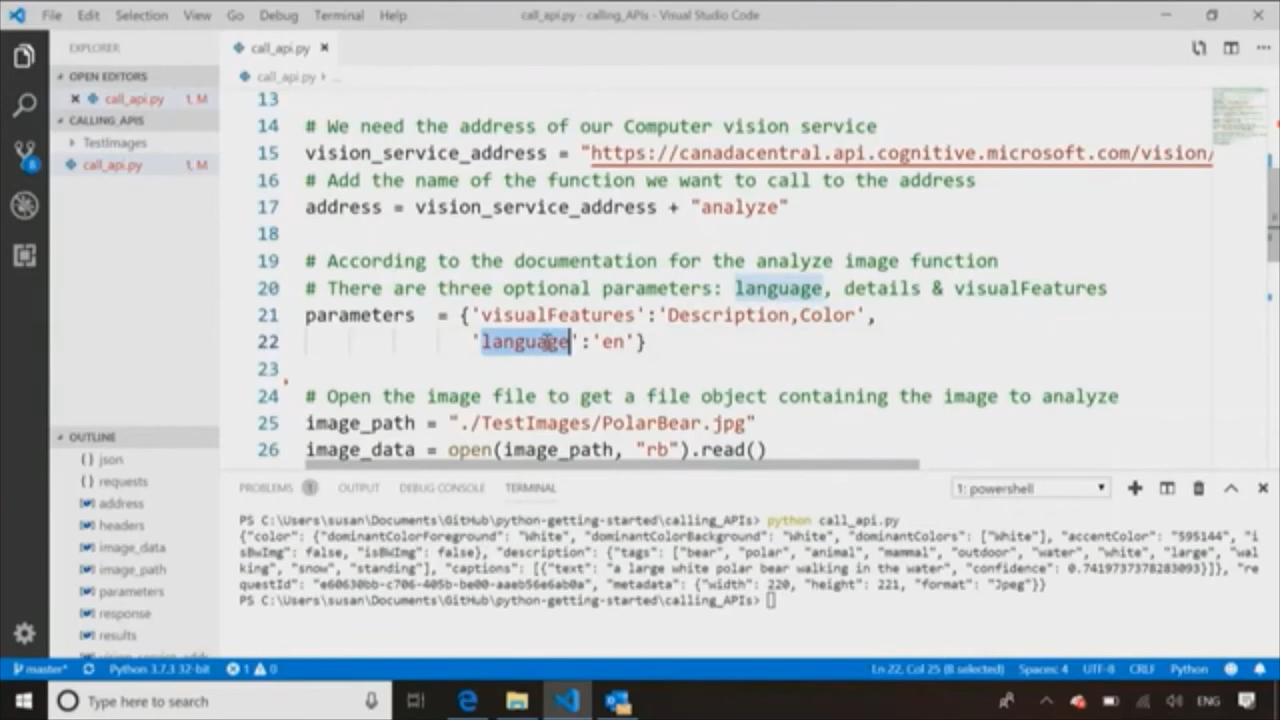 File Edit Selection View Go Debug Terminal Help call_api.py - calling_APIs - Visual Studio Code
EXPLORER
call_api.py
OPEN EDITORS
call_api.py 1, M
CALLING_APIS
TestImages
call_api.py 1, M
call_api.py › ...
13
14 # We need the address of our Computer vision service
15 vision_service_address = "https://canadacentral.api.cognitive.microsoft.com/vision/
16 # Add the name of the function we want to call to the address
17 address = vision_service_address + "analyze"
18
19 # According to the documentation for the analyze image function
20 # There are three optional parameters: language, details & visualFeatures
21 parameters = {'visualFeatures':'Description,Color',
22 'language':'en'}
23
24 # Open the image file to get a file object containing the image to analyze
25 image_path = "./TestImages/PolarBear.jpg"
26 image_data = open(image_path, "rb").read()
OUTLINE
{} json
{} requests
address
headers
image_data
image_path
parameters
response
results
PROBLEMS 1 OUTPUT DEBUG CONSOLE TERMINAL 1: powershell
PS C:\Users\susan\Documents\GitHub\python-getting-started\calling_APIs> python call_api.py
{"color": {"dominantColorForeground": "White", "dominantColorBackground": "White", "dominantColors": ["White"], "accentColor": "595144", "i
sBwImg": false, "isBWImg": false}, "description": {"tags": ["bear", "polar", "animal", "mammal", "outdoor", "water", "white", "large", "wal
king", "snow", "standing"], "captions": [{"text": "a large white polar bear walking in the water", "confidence": 0.7419737378283093}]}, "re
questId": "e60630bb-c706-405b-be00-aaeb56e6ab0a", "metadata": {"width": 220, "height": 221, "format": "Jpeg"}}
PS C:\Users\susan\Documents\GitHub\python-getting-started\calling_APIs>
master* Python 3.7.3 32-bit 1 0 Ln 22, Col 25 (8 selected) Spaces: 4 UTF-8 CRLF Python
Type here to search ENG